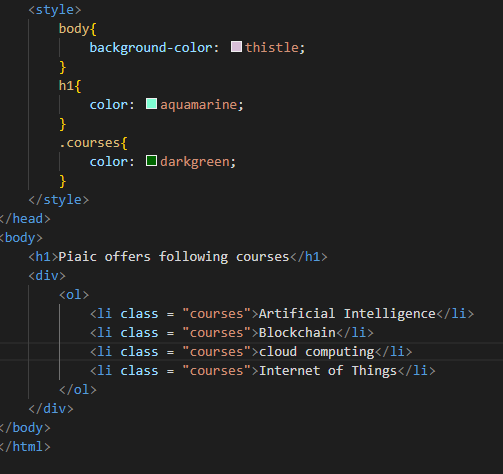 <style>
body{
background-color: thistle;
}
h1{
color: aquamarine;
}
.courses{
color: darkgreen;
}
</style>
</head>
<body>
<h1>Piaic offers following courses</h1>
<div>
<ol>
<li class = "courses">Artificial Intelligence</li>
<li class = "courses">Blockchain</li>
<li class = "courses">cloud computing</li>
<li class = "courses">Internet of Things</li>
</ol>
</div>
</body>
</html>